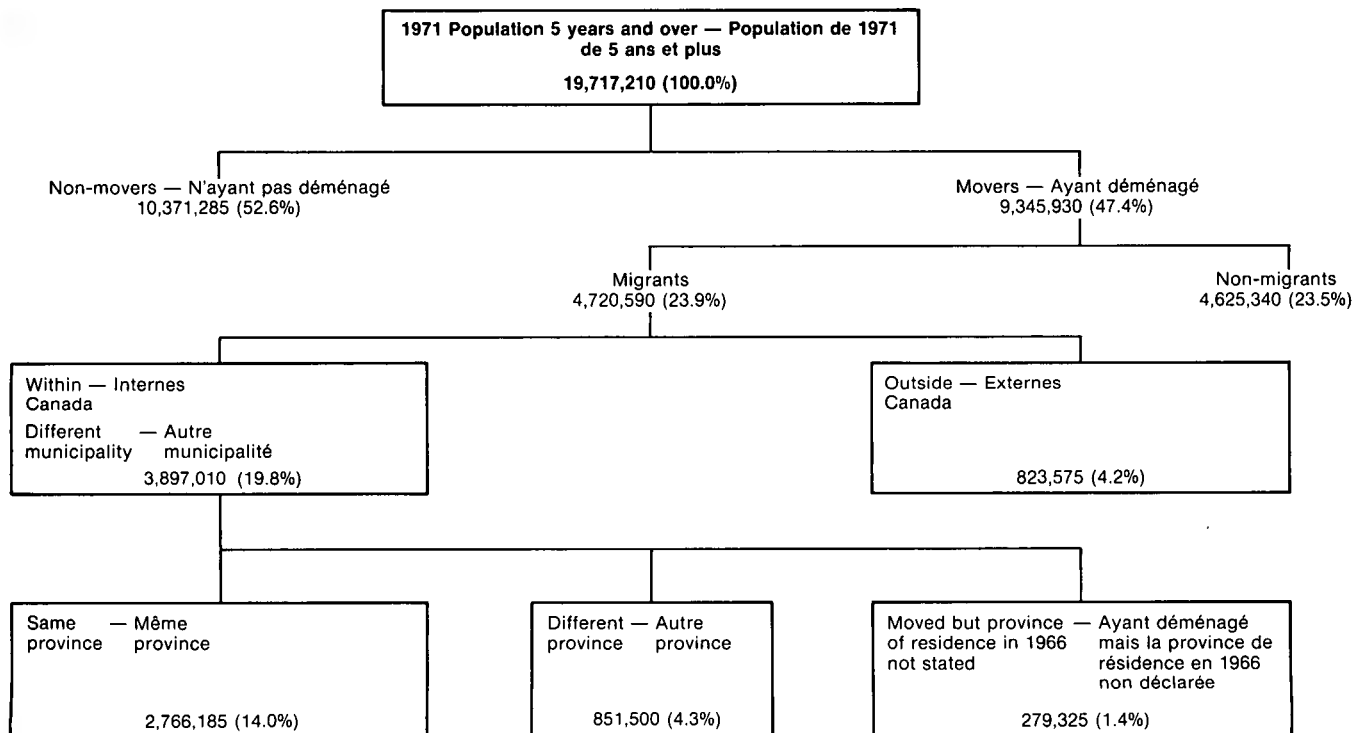 1971 Population 5 years and over — Population de 1971
de 5 ans et plus
19,717,210 (100.0%)
Non-movers — N'ayant pas déménagé
10,371,285 (52.6%)
Movers — Ayant déménagé
9,345,930 (47.4%)
Migrants
4,720,590 (23.9%)
Non-migrants
4,625,340 (23.5%)
Within — Internes
Canada
Different — Autre
municipality municipalité
3,897,010 (19.8%)
Outside — Externes
Canada
823,575 (4.2%)
Same — Même
province province
2,766,185 (14.0%)
Different — Autre
province province
851,500 (4.3%)
Moved but province — Ayant déménagé
of residence in 1966 mais la province de
not stated résidence en 1966
non déclarée
279,325 (1.4%)